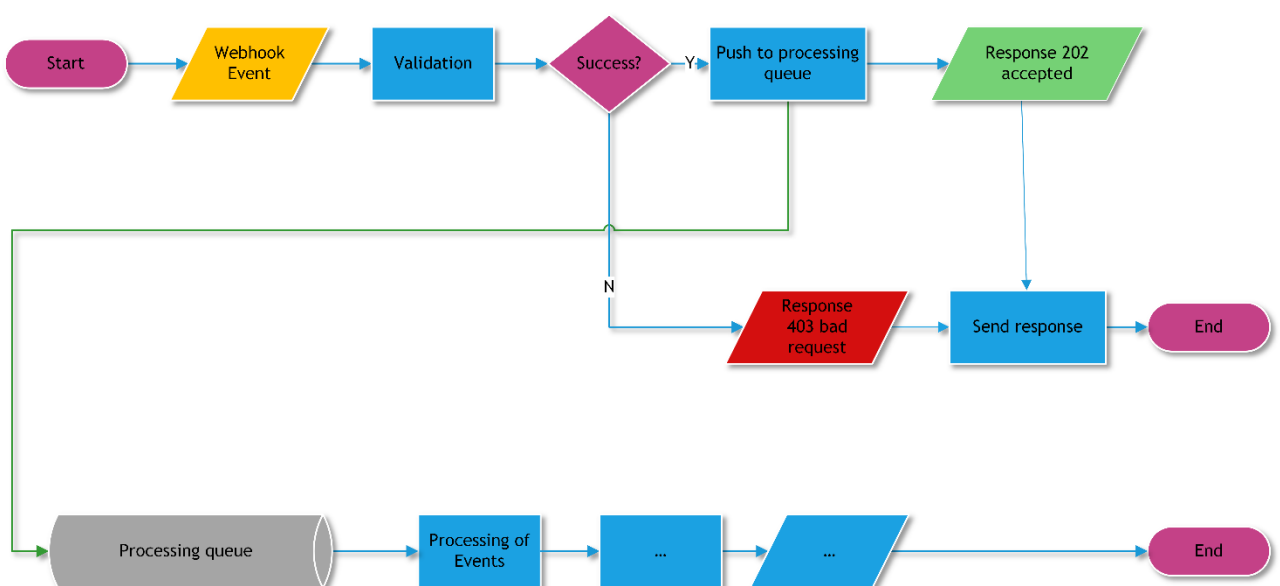 Start
Webhook
Event
Validation
Success?
Y
Push to processing
queue
Response 202
accepted
N
Response
403 bad
request
Send response
End
Processing queue
Processing of
Events
...
...
End